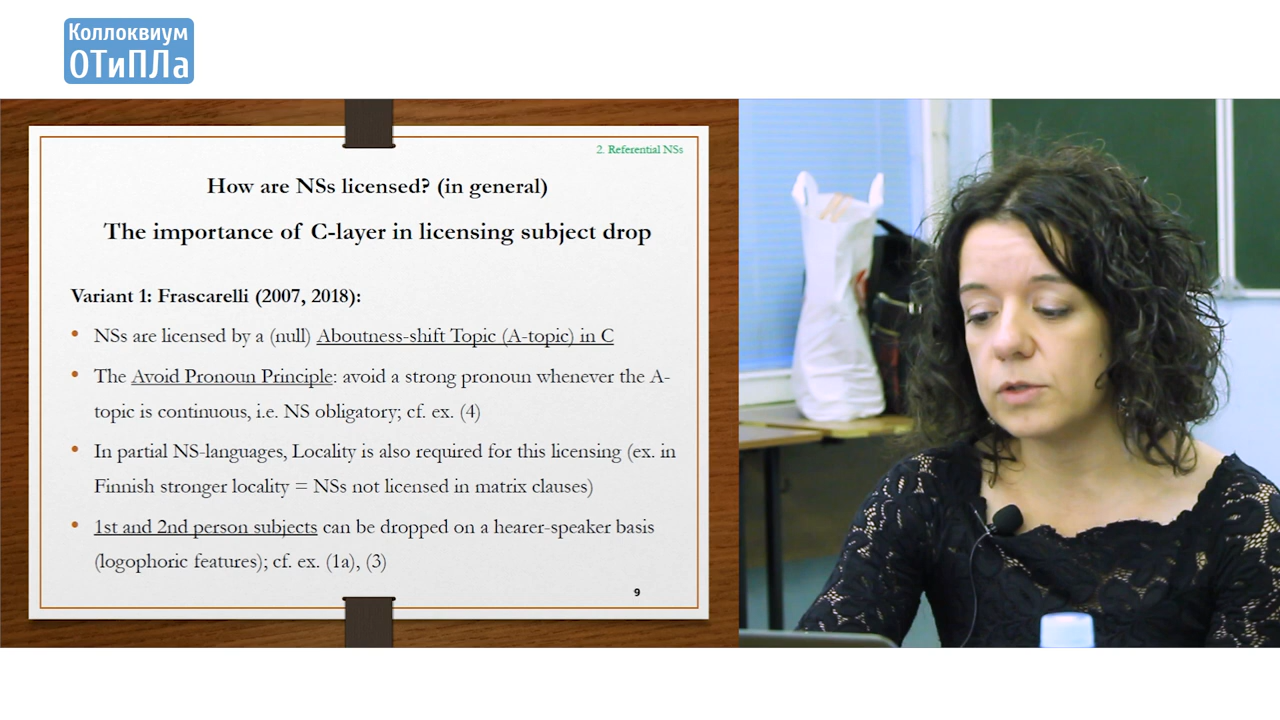 Коллоквиум
ОТиПЛа
2. Referential NSs
How are NSs licensed? (in general)
The importance of C-layer in licensing subject drop
Variant 1: Frascarelli (2007, 2018):
• NSs are licensed by a (null) Aboutness-shift Topic (A-topic) in C
• The Avoid Pronoun Principle: avoid a strong pronoun whenever the A-
topic is continuous, i.e. NS obligatory; cf. ex. (4)
• In partial NS-languages, Locality is also required for this licensing (ex. in
Finnish stronger locality = NSs not licensed in matrix clauses)
• 1st and 2nd person subjects can be dropped on a hearer-speaker basis
(logophoric features); cf. ex. (1a), (3)
9